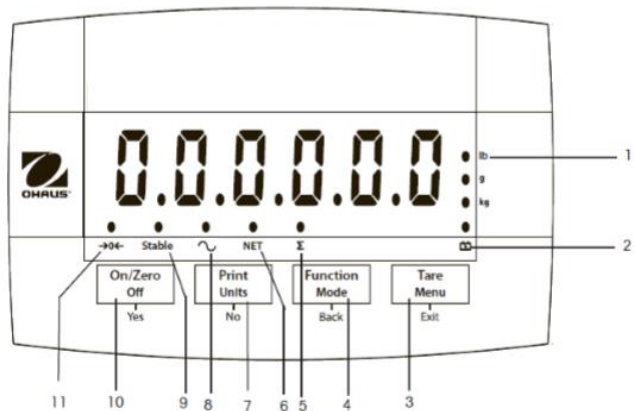 0.0.0.0.0.0
lb
g
kg
OHAUS
→0← Stable NET Σ B
On/Zero
Off
Yes
Print
Units
No
Function
Mode
Back
Tare
Menu
Exit
1
2
11 10 9 8 7 6 5 4 3